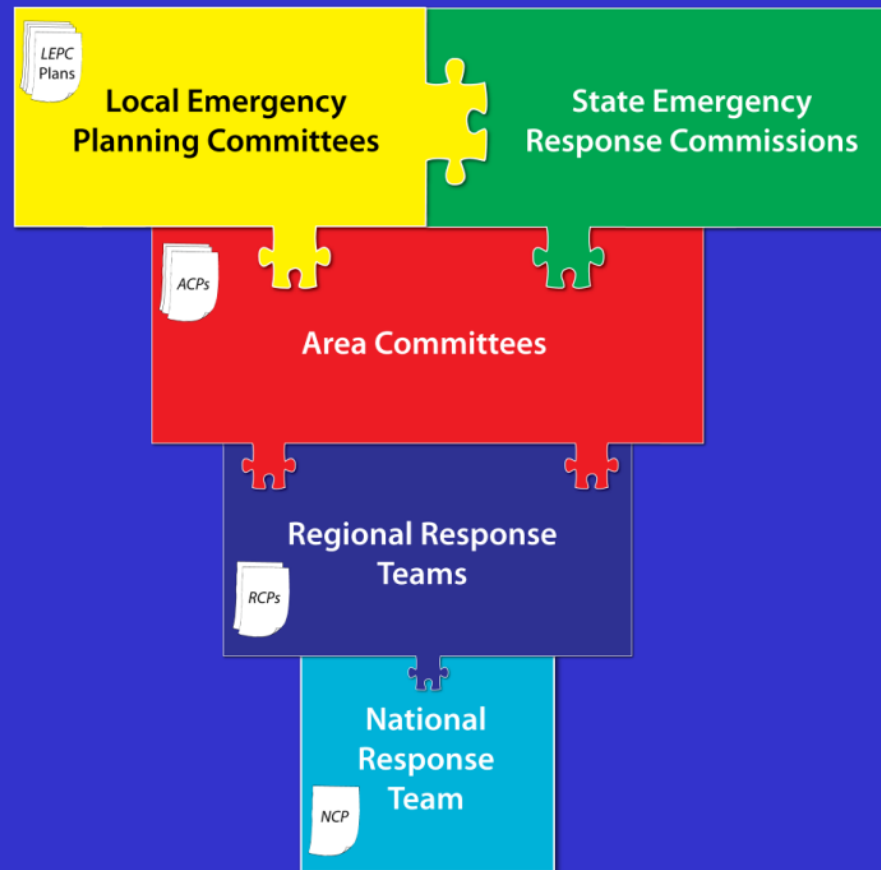 LEPC
Plans
Local Emergency
Planning Committees
State Emergency
Response Commissions
ACPs
Area Committees
Regional Response
Teams
RCPs
National
Response
Team
NCP